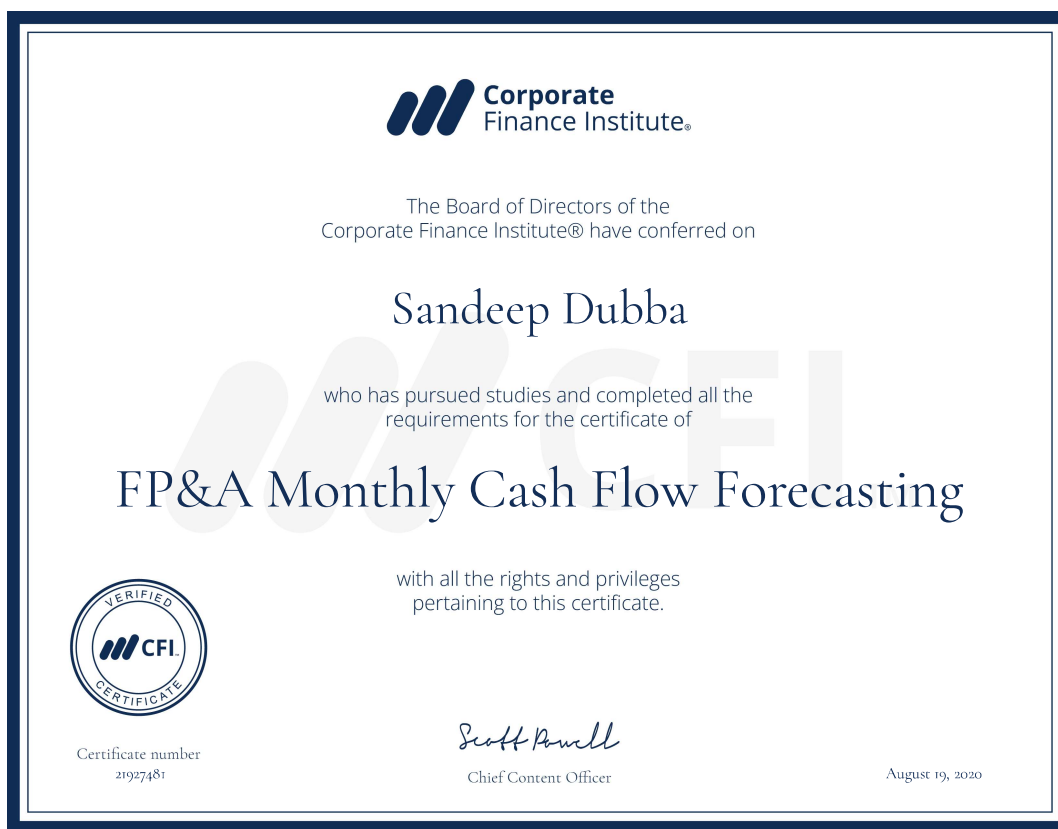 Corporate
Finance Institute®
The Board of Directors of the
Corporate Finance Institute® have conferred on
Sandeep Dubba
who has pursued studies and completed all the
requirements for the certificate of
FP&A Monthly Cash Flow Forecasting
with all the rights and privileges
pertaining to this certificate.
VERIFIED
CFI™
CERTIFICATE
Scott Powell
Certificate number
21927481
Chief Content Officer
August 19, 2020
CFI